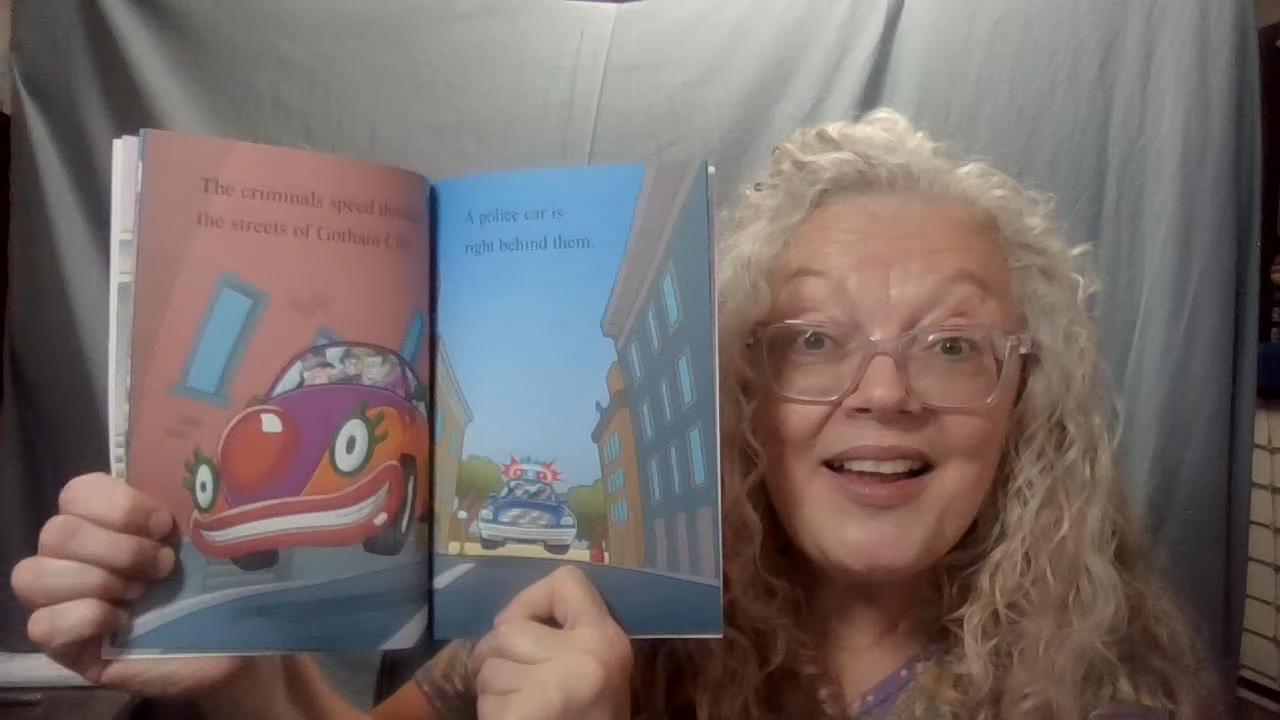 The criminals speed
the streets of Gotham
A police car is
right behind them.